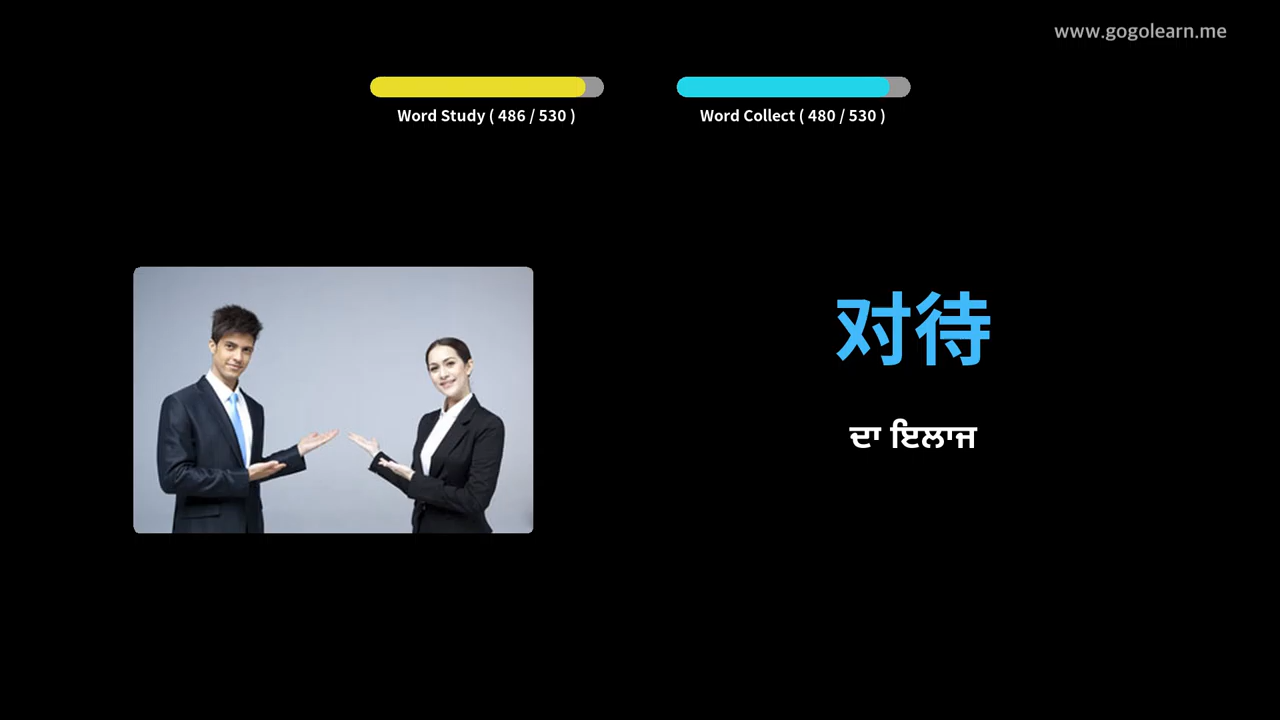 www.gogolearn.me
Word Study ( 486 / 530 )
Word Collect ( 480 / 530 )
对待
ਦਾ ਇਲਾਜ